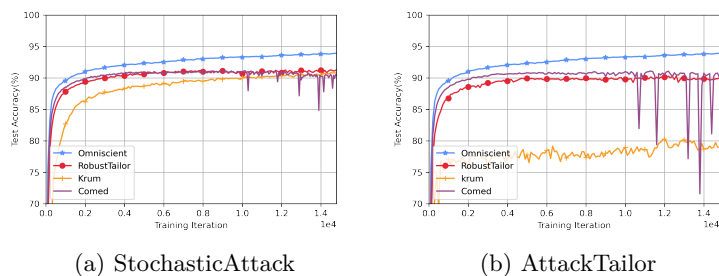 100
95
90
85
80
75
70
Test Accuracy(%)
Omniscient
RobustTailor
Krum
Comed
0.0 0.2 0.4 0.6 0.8 1.0 1.2 1.4
Training Iteration
1e4
(a) StochasticAttack
100
95
90
85
80
75
70
Test Accuracy(%)
Omniscient
RobustTailor
krum
Comed
0.0 0.2 0.4 0.6 0.8 1.0 1.2 1.4
Training Iteration
1e4
(b) AttackTailor